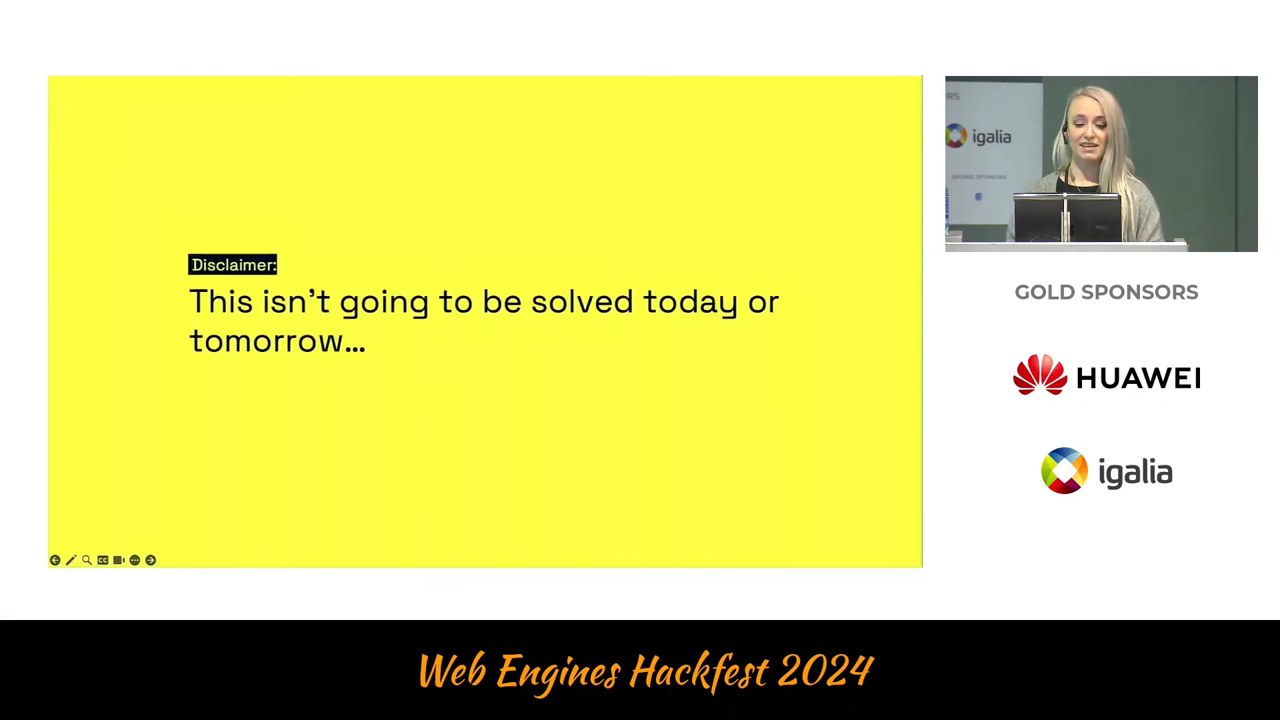 Disclaimer:
This isn't going to be solved today or
tomorrow...
igalia
GOLD SPONSORS
HUAWEI
igalia
Web Engines Hackfest 2024